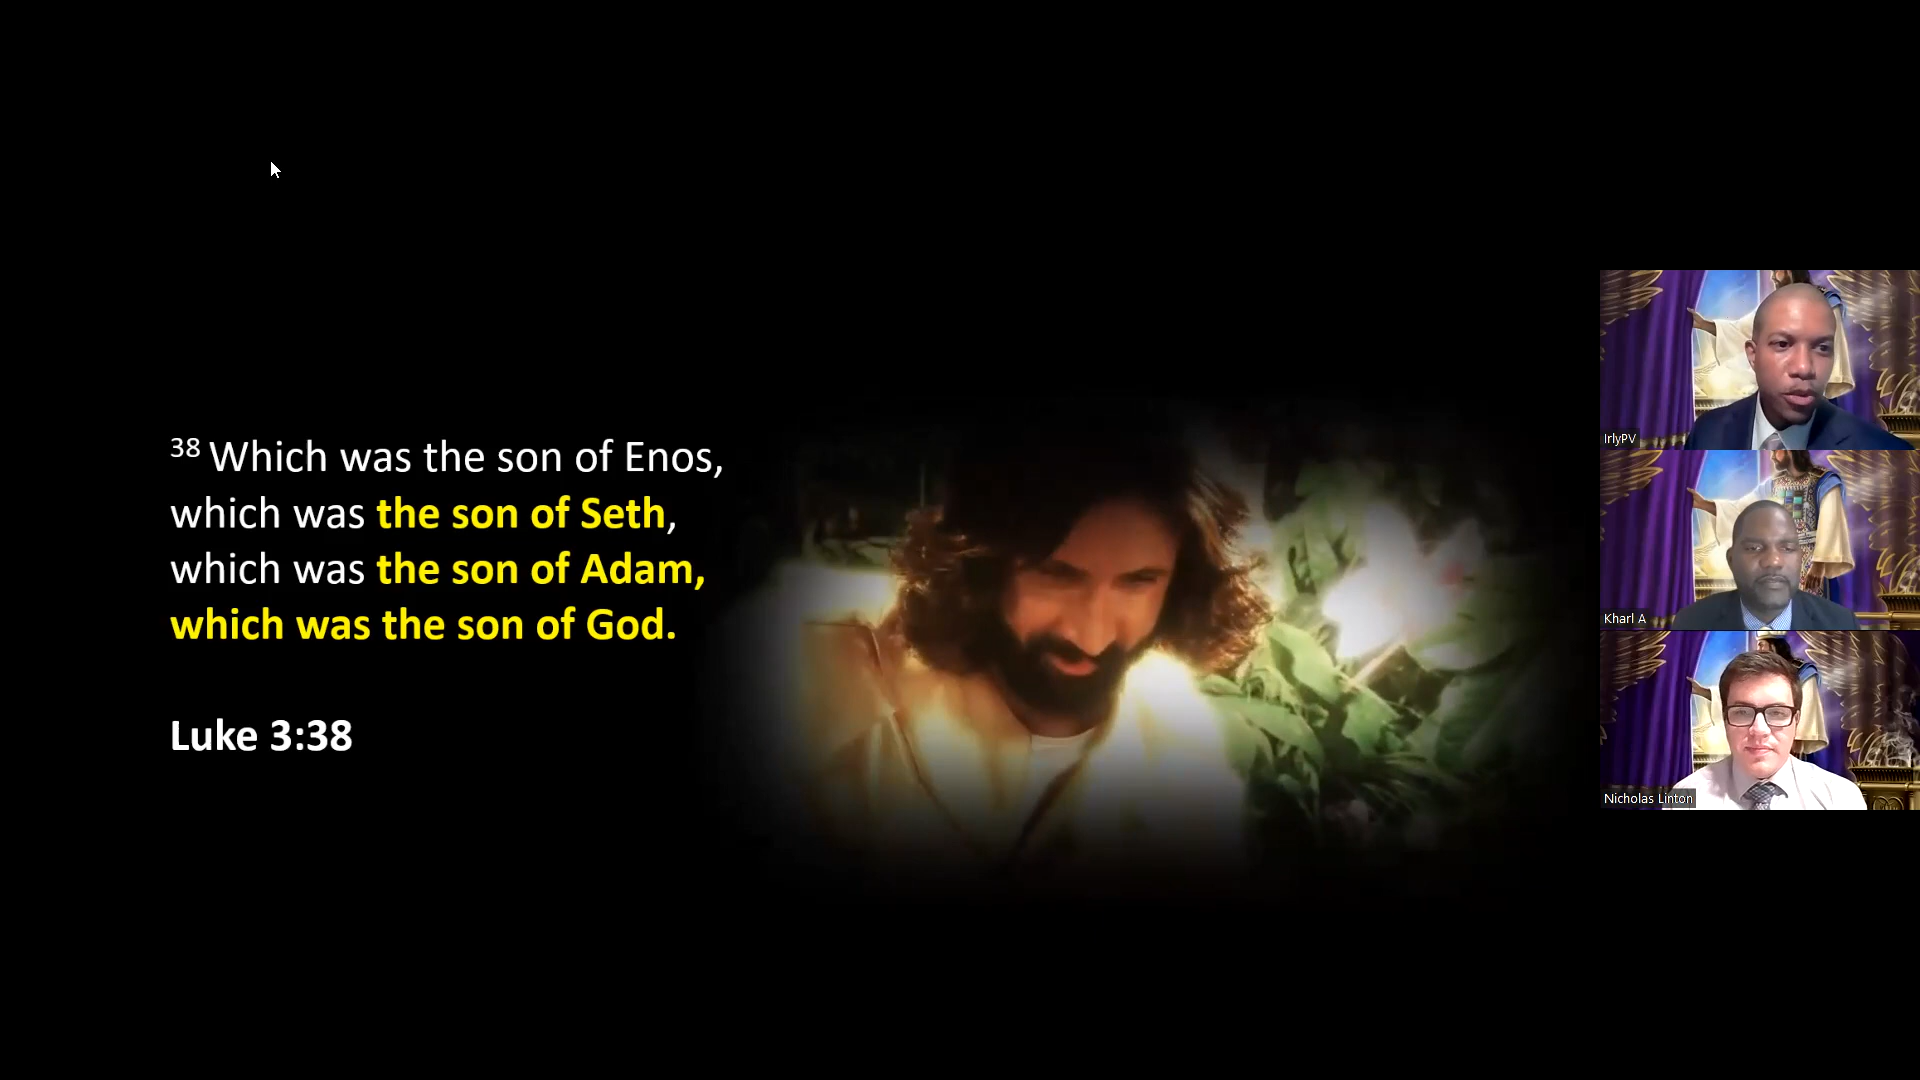 38 Which was the son of Enos,
which was the son of Seth,
which was the son of Adam,
which was the son of God.
Luke 3:38
IrlyPV
Kharl A
Nicholas Linton